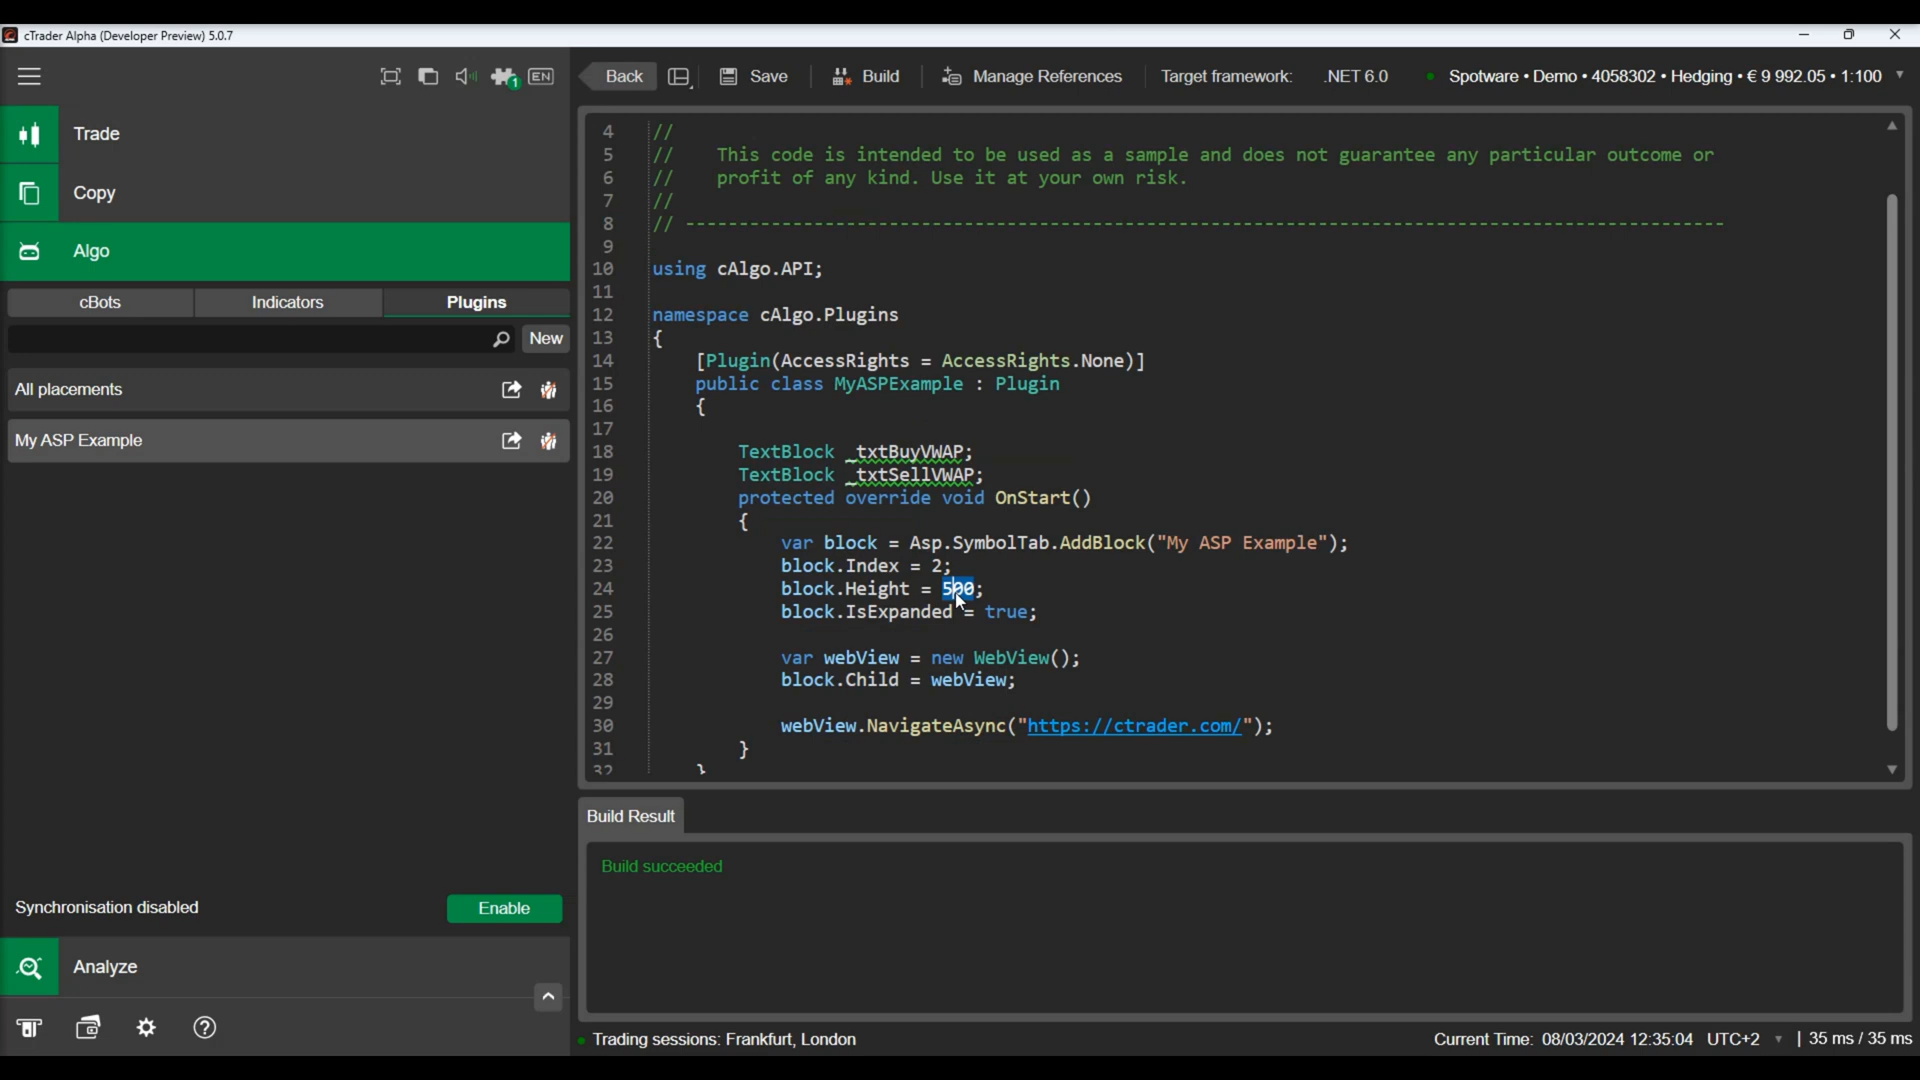 cTrader Alpha (Developer Preview) 5.0.7
EN
1
Back
Save
Build
Manage References
Target framework:
.NET 6.0
Spotware • Demo • 4058302 • Hedging • € 9 992.05 • 1:100
Trade
Copy
Algo
cBots
Indicators
Plugins
New
All placements
My ASP Example
Synchronisation disabled
Enable
Analyze
4 //
5 // This code is intended to be used as a sample and does not guarantee any particular outcome or
6 // profit of any kind. Use it at your own risk.
7 //
8 // -------------------------------------------------------------------------------------------------
9
10 using cAlgo.API;
11
12 namespace cAlgo.Plugins
13 {
14 [Plugin(AccessRights = AccessRights.None)]
15 public class MyASPExample : Plugin
16 {
17
18 TextBlock _txtBuyVWAP;
19 TextBlock _txtSellVWAP;
20 protected override void OnStart()
21 {
22 var block = Asp.SymbolTab.AddBlock("My ASP Example");
23 block.Index = 2;
24 block.Height = 500;
25 block.IsExpanded = true;
26
27 var webView = new WebView();
28 block.Child = webView;
29
30 webView.NavigateAsync("https://ctrader.com/");
31 }
32 }
Build Result
Build succeeded
Trading sessions: Frankfurt, London
Current Time: 08/03/2024 12:35:04 UTC+2 | 35 ms / 35 ms